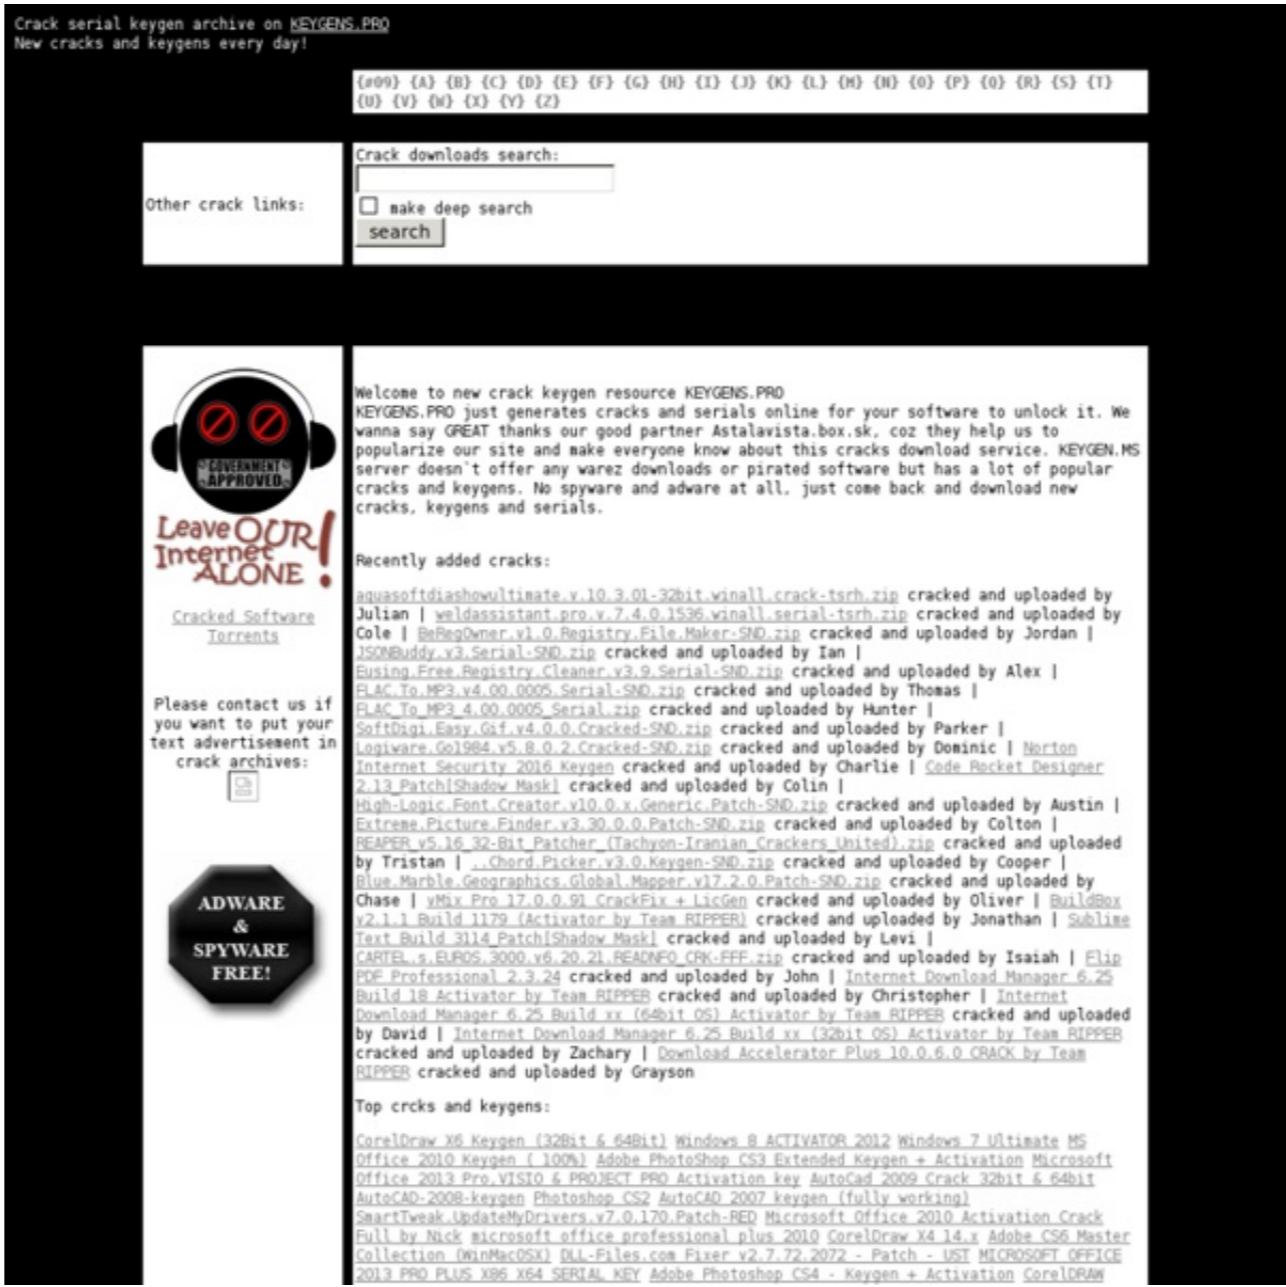 Crack serial keygen archive on KEYGENS.PRO
New cracks and keygens every day!
{#09} {A} {B} {C} {D} {E} {F} {G} {H} {I} {J} {K} {L} {M} {N} {O} {P} {Q} {R} {S} {T}
{U} {V} {W} {X} {Y} {Z}
Other crack links:
Crack downloads search:
make deep search
search
GOVERNMENT
APPROVED
Leave OUR
Internet
ALONE !
Cracked Software
Torrents
Please contact us if
you want to put your
text advertisement in
crack archives:
ADWARE
&
SPYWARE
FREE!
Welcome to new crack keygen resource KEYGENS.PRO
KEYGENS.PRO just generates cracks and serials online for your software to unlock it. We
wanna say GREAT thanks our good partner Astalavista.box.sk, coz they help us to
popularize our site and make everyone know about this cracks download service. KEYGEN.MS
server doesn`t offer any warez downloads or pirated software but has a lot of popular
cracks and keygens. No spyware and adware at all, just come back and download new
cracks, keygens and serials.
Recently added cracks:
aquasoftdiashowultimate.v.10.3.01-32bit.winall.crack-tsrh.zip cracked and uploaded by
Julian | weldassistant.pro.v.7.4.0.1536.winall.serial-tsrh.zip cracked and uploaded by
Cole | BeRegOwner.v1.0.Registry.File.Maker-SND.zip cracked and uploaded by Jordan |
JSONBuddy.v3.Serial-SND.zip cracked and uploaded by Ian |
Eusing.Free.Registry.Cleaner.v3.9.Serial-SND.zip cracked and uploaded by Alex |
FLAC.To.MP3.v4.00.0005.Serial-SND.zip cracked and uploaded by Thomas |
FLAC_To_MP3_4.00.0005_Serial.zip cracked and uploaded by Hunter |
SoftDigi.Easy.Gif.v4.0.0.Cracked-SND.zip cracked and uploaded by Parker |
Logiware.Go1984.v5.8.0.2.Cracked-SND.zip cracked and uploaded by Dominic | Norton
Internet Security 2016 Keygen cracked and uploaded by Charlie | Code Rocket Designer
2.13_Patch[Shadow Mask] cracked and uploaded by Colin |
High-Logic.Font.Creator.v10.0.x.Generic.Patch-SND.zip cracked and uploaded by Austin |
Extreme.Picture.Finder.v3.30.0.0.Patch-SND.zip cracked and uploaded by Colton |
REAPER_v5.16_32-Bit_Patcher_(Tachyon-Iranian_Crackers_United).zip cracked and uploaded
by Tristan | ..Chord.Picker.v3.0.Keygen-SND.zip cracked and uploaded by Cooper |
Blue.Marble.Geographics.Global.Mapper.v17.2.0.Patch-SND.zip cracked and uploaded by
Chase | vMix Pro 17.0.0.91 CrackFix + LicGen cracked and uploaded by Oliver | BuildBox
v2.1.1 Build 1179 (Activator by Team RIPPER) cracked and uploaded by Jonathan | Sublime
Text Build 3114_Patch[Shadow Mask] cracked and uploaded by Levi |
CARTEL.s.EUROS.3000.v6.20.21.READNFO_CRK-FFF.zip cracked and uploaded by Isaiah | Flip
PDF Professional 2.3.24 cracked and uploaded by John | Internet Download Manager 6.25
Build 18 Activator by Team RIPPER cracked and uploaded by Christopher | Internet
Download Manager 6.25 Build xx (64bit OS) Activator by Team RIPPER cracked and uploaded
by David | Internet Download Manager 6.25 Build xx (32bit OS) Activator by Team RIPPER
cracked and uploaded by Zachary | Download Accelerator Plus 10.0.6.0 CRACK by Team
RIPPER cracked and uploaded by Grayson
Top crcks and keygens:
CorelDraw X6 Keygen (32Bit & 64Bit) Windows 8 ACTIVATOR 2012 Windows 7 Ultimate MS
Office 2010 Keygen ( 100%) Adobe PhotoShop CS3 Extended Keygen + Activation Microsoft
Office 2013 Pro,VISIO & PROJECT PRO Activation key AutoCad 2009 Crack 32bit & 64bit
AutoCAD-2008-keygen Photoshop CS2 AutoCAD 2007 keygen (fully working)
SmartTweak.UpdateMyDrivers.v7.0.170.Patch-RED Microsoft Office 2010 Activation Crack
Full by Nick microsoft office professional plus 2010 CorelDraw X4 14.x Adobe CS6 Master
Collection (WinMacOSX) DLL-Files.com Fixer v2.7.72.2072 - Patch - UST MICROSOFT OFFICE
2013 PRO PLUS X86 X64 SERIAL KEY Adobe Photoshop CS4 - Keygen + Activation CorelDRAW